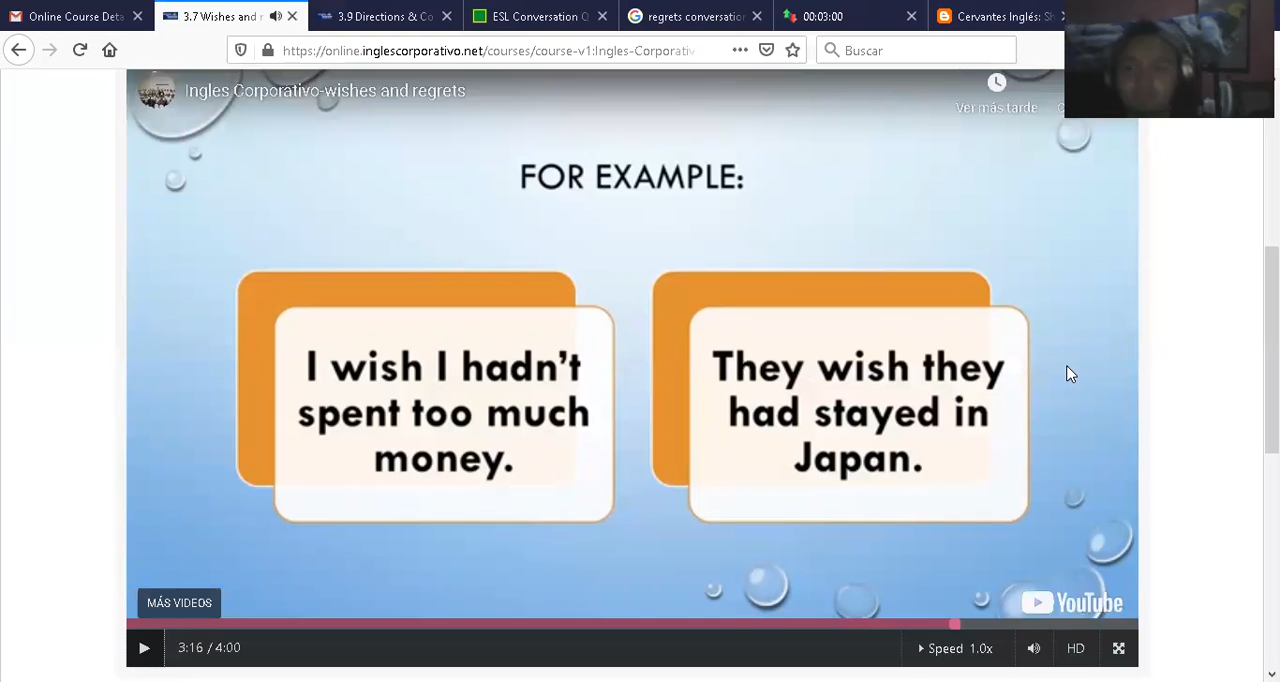 Online Course Deta
3.7 Wishes and r
3.9 Directions & Co
ESL Conversation Q
regrets conversation
00:03:00
Cervantes Inglés: Sh
https://online.inglescorporativo.net/courses/course-v1:Ingles-Corporativ
Buscar
Ingles Corporativo-wishes and regrets
Ver más tarde
FOR EXAMPLE:
I wish I hadn't
spent too much
money.
They wish they
had stayed in
Japan.
MÁS VIDEOS
YouTube
3:16 / 4:00
Speed 1.0x
HD